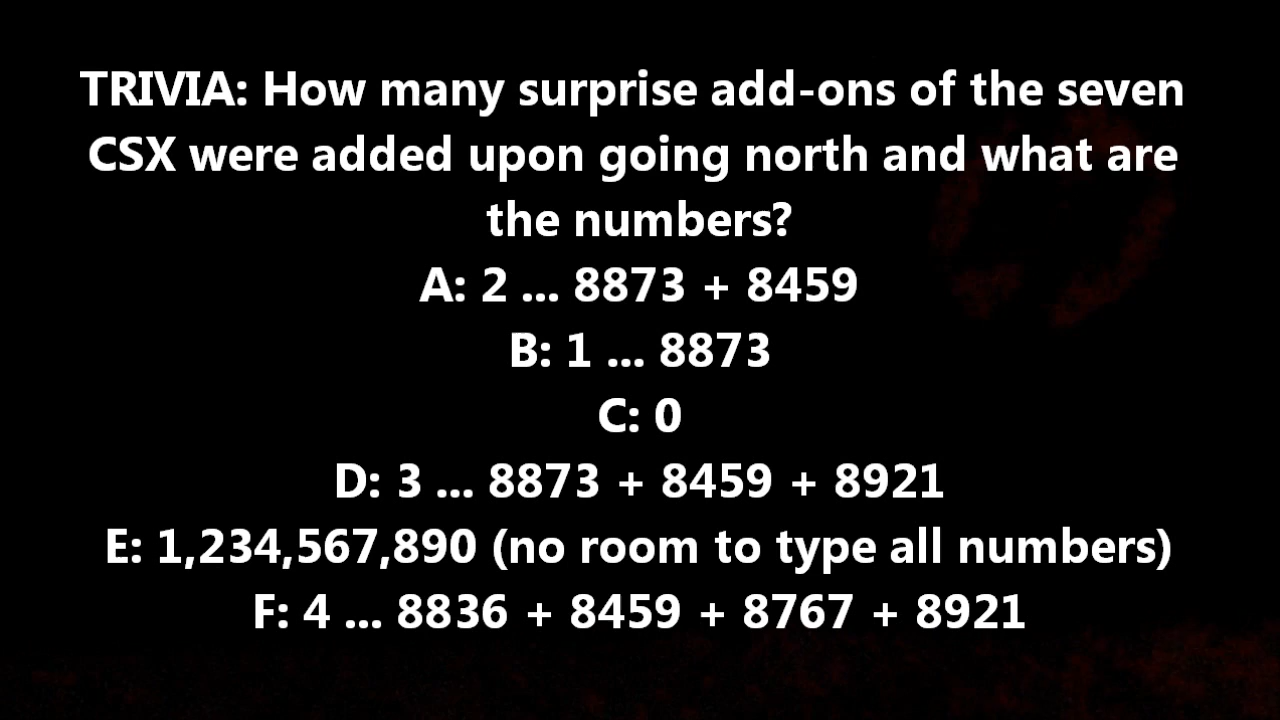 TRIVIA: How many surprise add-ons of the seven
CSX were added upon going north and what are
the numbers?
A: 2 ... 8873 + 8459
B: 1 ... 8873
C: 0
D: 3 ... 8873 + 8459 + 8921
E: 1,234,567,890 (no room to type all numbers)
F: 4 ... 8836 + 8459 + 8767 + 8921